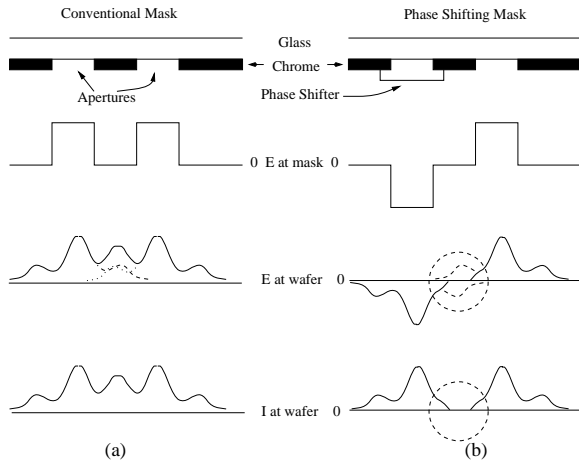 Conventional Mask
Phase Shifting Mask
Glass
Chrome
Apertures
Phase Shifter
0 E at mask 0
E at wafer 0
I at wafer 0
(a)
(b)